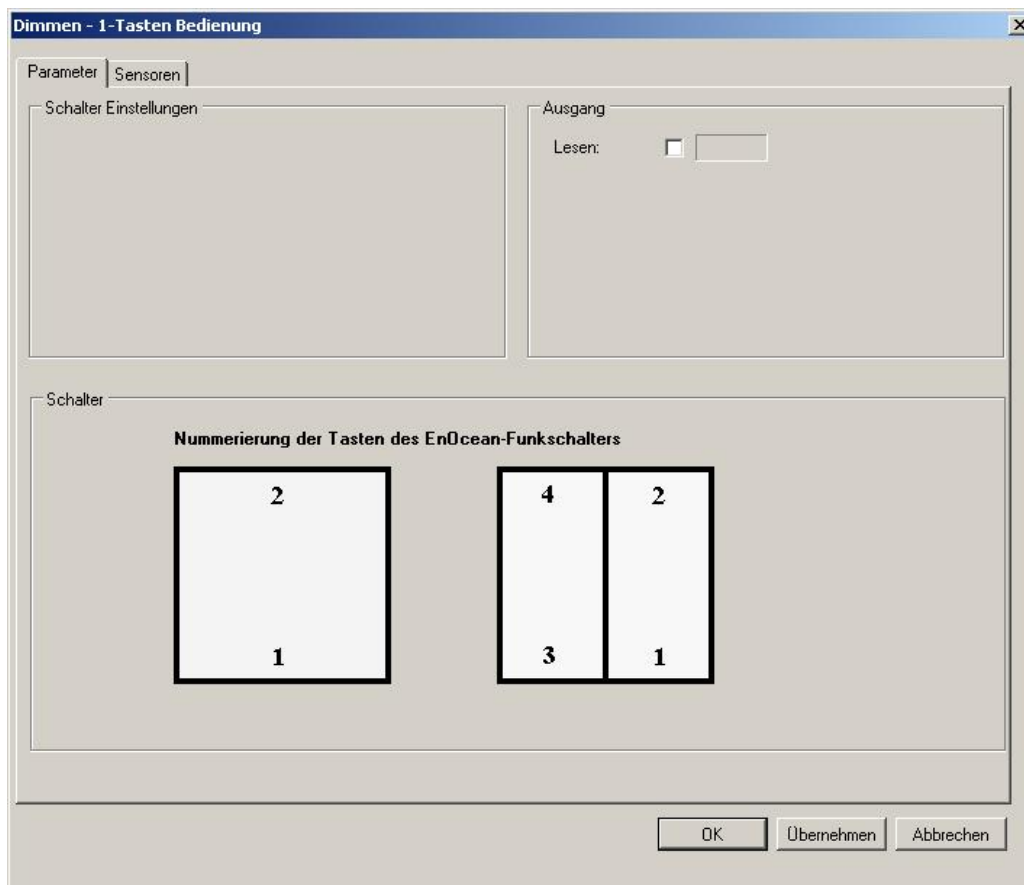 Dimmen - 1-Tasten Bedienung
Parameter
Sensoren
Schalter Einstellungen
Ausgang
Lesen:
Schalter
Nummerierung der Tasten des EnOcean-Funkschalters
2
4
2
1
3
1
OK
Übernehmen
Abbrechen